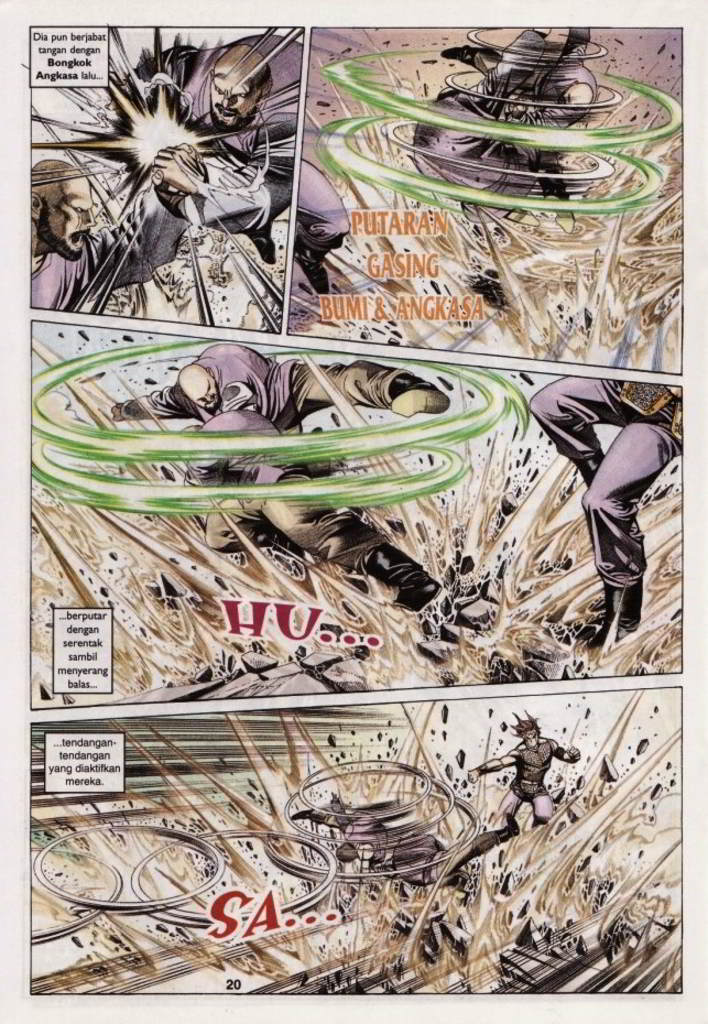 Dia pun berjabat
tangan dengan
Bongkok
Angkasa lalu...
PUTARAN
GASING
BUMI & ANGKASA
HU...
...berputar
dengan
serentak
sambil
menyerang
balas...
...tendangan-
tendangan
yang diaktifkan
mereka.
SA...
20